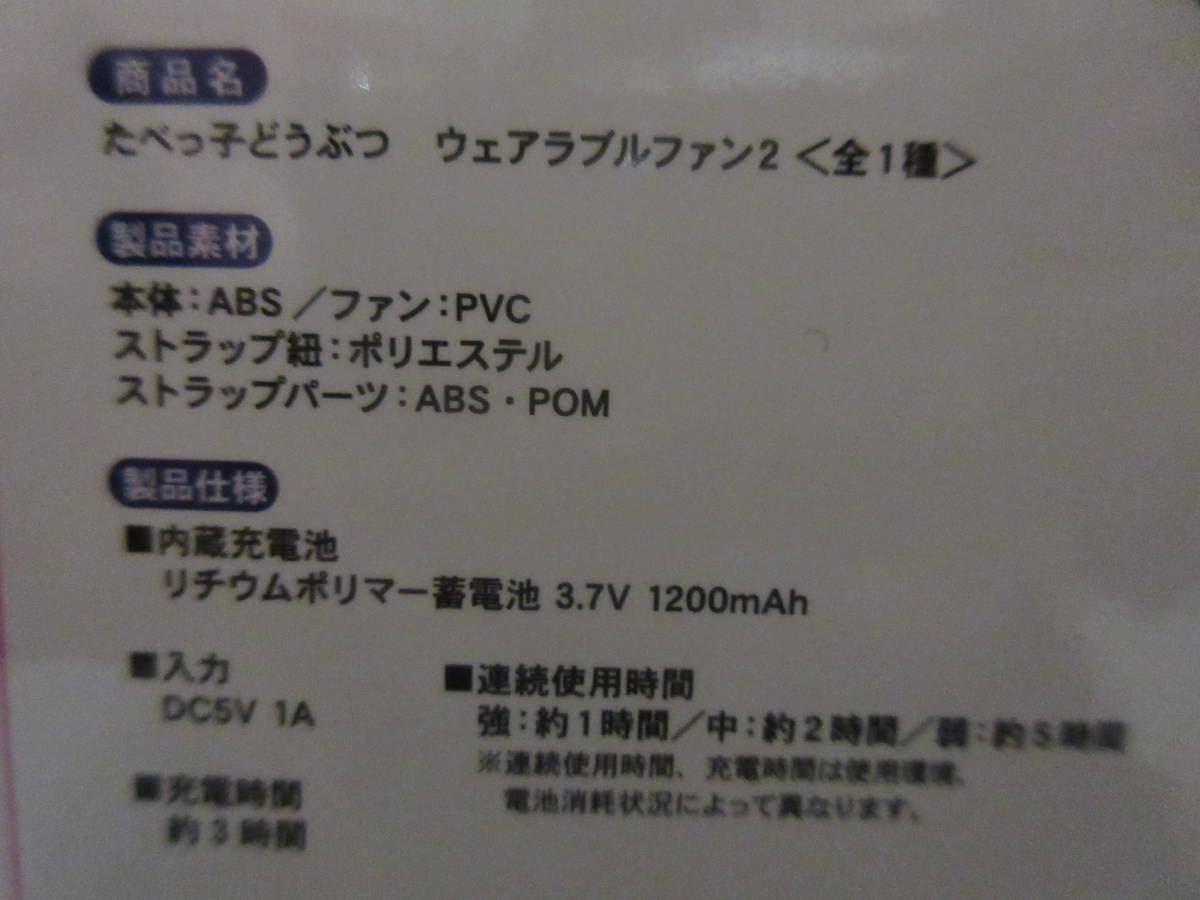 商品名
たべっ子どうぶつ ウェアラブルファン2 <全1種>
製品素材
本体:ABS/ファン:PVC
ストラップ紐:ポリエステル
ストラップパーツ:ABS・POM
製品仕様
■内蔵充電池
リチウムポリマー蓄電池 3.7V 1200mAh
■入力
DC5V 1A
■充電時間
約3時間
■連続使用時間
強:約1時間/中:約2時間/弱:約5時間
※連続使用時間、充電時間は使用環境、
電池消耗状況によって異なります。